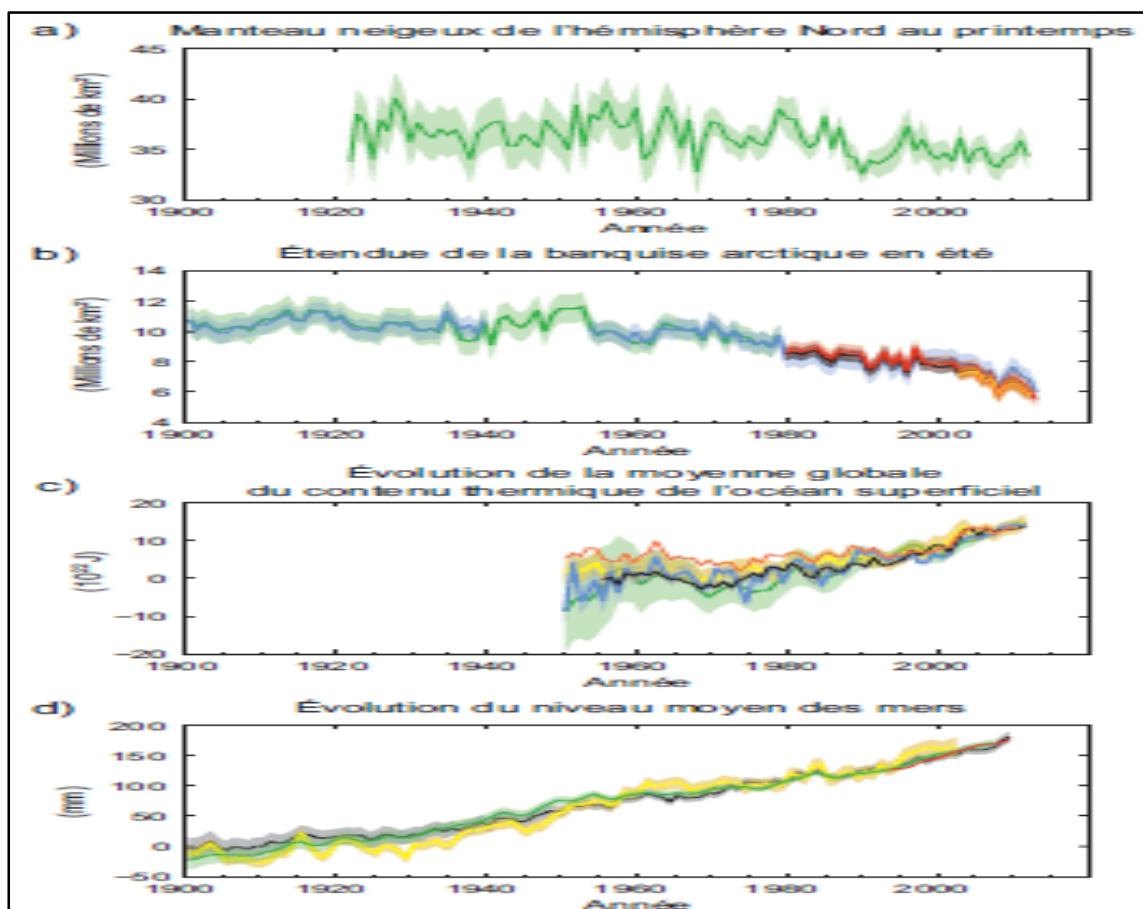 a) Manteau neigeux de l'hémisphère Nord au printemps
45
40
35
30
(Millions de km²)
1900 1920 1940 1960 1980 2000
Année
b) Étendue de la banquise arctique en été
14
12
10
8
6
4
(Millions de km²)
1900 1920 1940 1960 1980 2000
Année
c) Évolution de la moyenne globale
du contenu thermique de l'océan superficiel
20
10
0
−10
−20
(10²² J)
1900 1920 1940 1960 1980 2000
Année
d) Évolution du niveau moyen des mers
200
150
100
50
0
−50
(mm)
1900 1920 1940 1960 1980 2000
Année